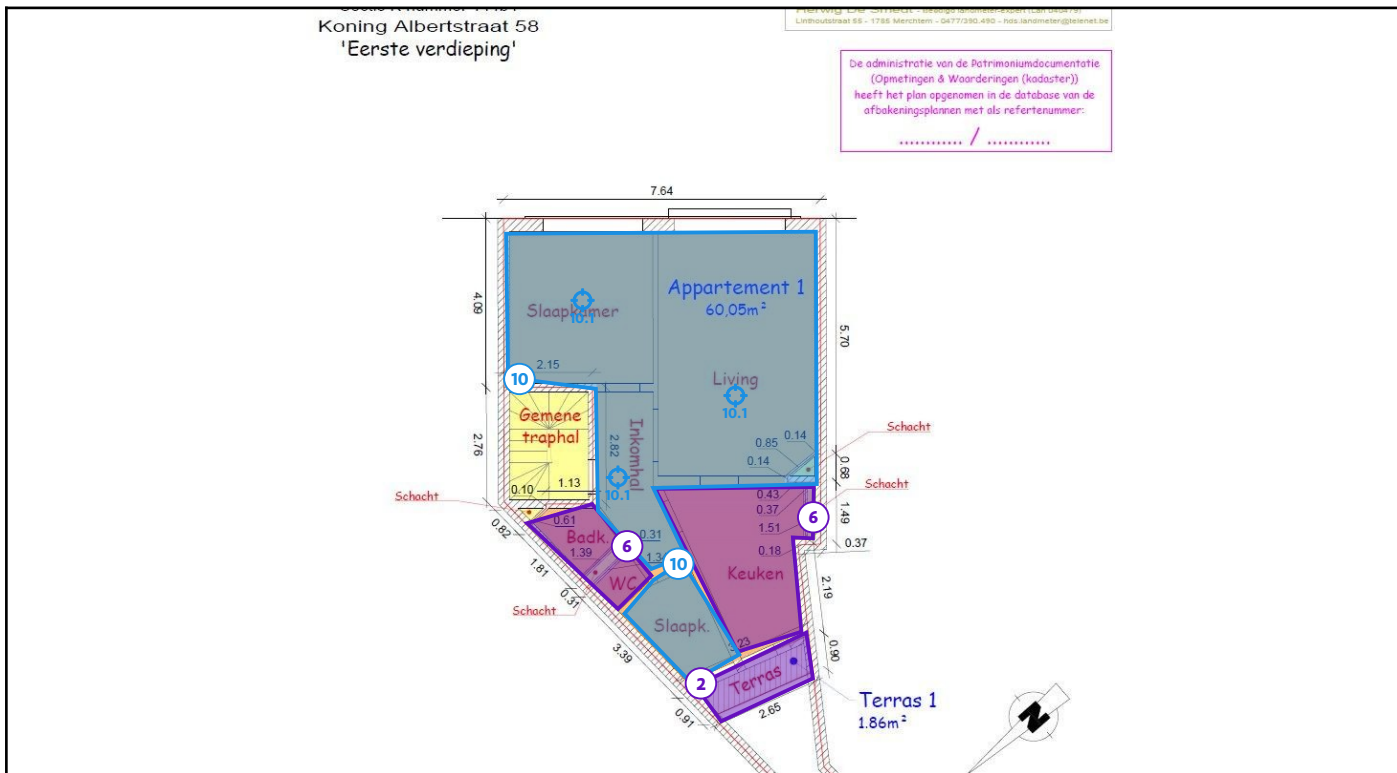 Koning Albertstraat 58
'Eerste verdieping'
Linthoutstraat 55 - 1785 Merchtem - 0477/390.490 - hds.landmeter@telenet.be
De administratie van de Patrimoniumdocumentatie
(Opmetingen & Waarderingen (kadaster))
heeft het plan opgenomen in de database van de
afbakeningsplannen met als refertenummer:
............ / ............
7.64
4.09
Slaapkamer
10.1
Appartement 1
60,05m²
5.70
2.15
10
Living
10.1
Gemene
traphal
2.76
Inkomhal
2.82
10.1
0.14
0.85
0.14
Schacht
0.68
Schacht
0.10
1.13
0.43
0.37
1.51
0.18
6
Schacht
1.49
0.37
0.82
0.61
Badk.
1.39
6
0.31
10
WC
Keuken
1.81
0.31
Schacht
2.19
Slaapk.
3.39
0.90
2
Terras
2.65
0.91
Terras 1
1.86m²
N